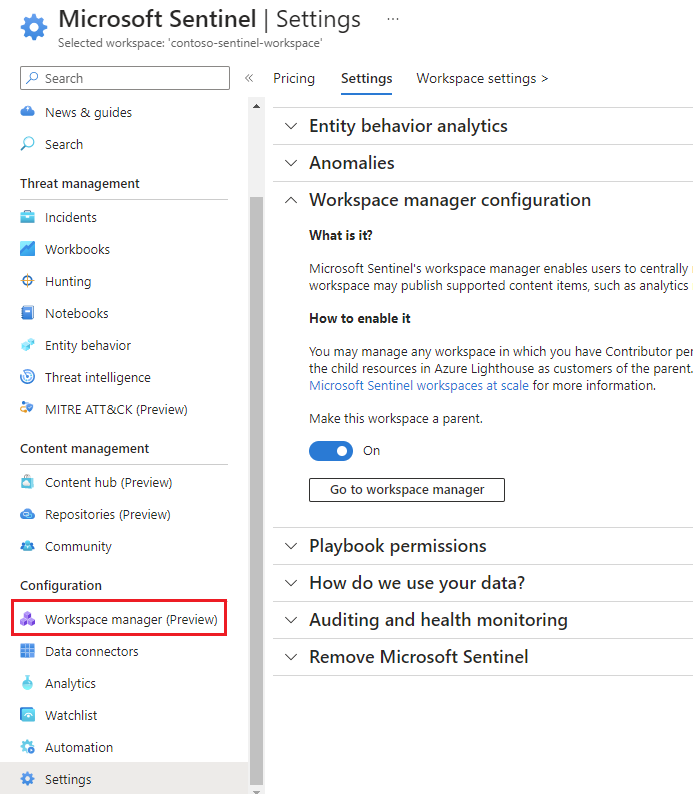 Microsoft Sentinel | Settings ...
Selected workspace: 'contoso-sentinel-workspace'
Search
«
News & guides
Search
Threat management
Incidents
Workbooks
Hunting
Notebooks
Entity behavior
Threat intelligence
MITRE ATT&CK (Preview)
Content management
Content hub (Preview)
Repositories (Preview)
Community
Configuration
Workspace manager (Preview)
Data connectors
Analytics
Watchlist
Automation
Settings
Pricing Settings Workspace settings >
Entity behavior analytics
Anomalies
Workspace manager configuration
What is it?
Microsoft Sentinel's workspace manager enables users to centrally
workspace may publish supported content items, such as analytics
How to enable it
You may manage any workspace in which you have Contributor per
the child resources in Azure Lighthouse as customers of the parent.
Microsoft Sentinel workspaces at scale for more information.
Make this workspace a parent.
On
Go to workspace manager
Playbook permissions
How do we use your data?
Auditing and health monitoring
Remove Microsoft Sentinel